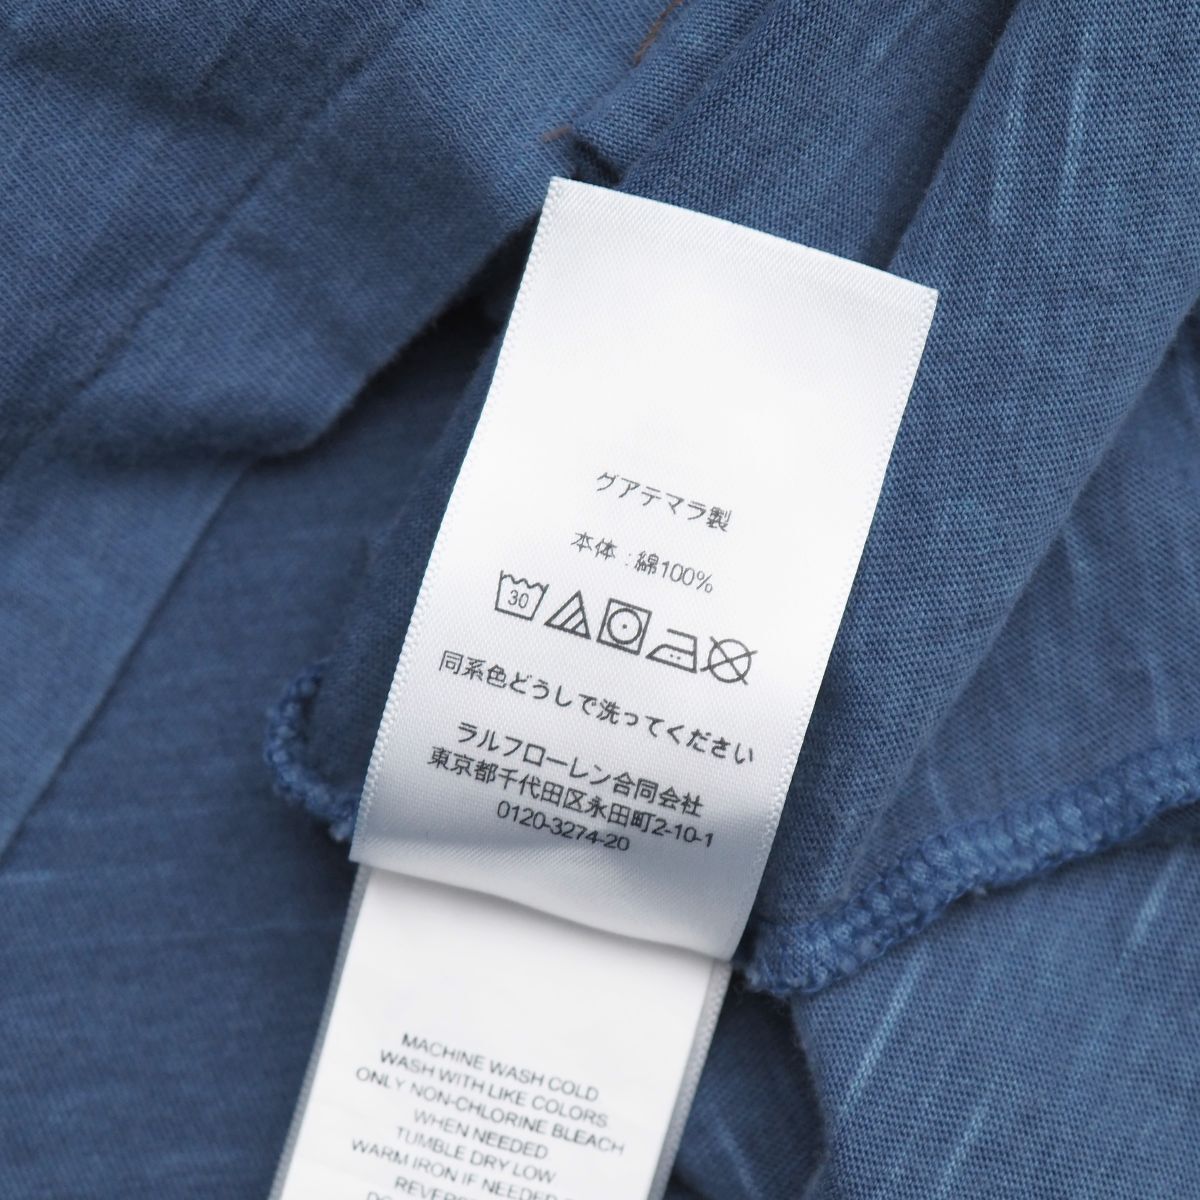 グアテマラ製
本体:綿100%
30
同系色どうしで洗ってください
ラルフローレン合同会社
東京都千代田区永田町2-10-1
0120-3274-20
MACHINE WASH COLD
WASH WITH LIKE COLORS
ONLY NON-CHLORINE BLEACH
WHEN NEEDED
TUMBLE DRY LOW
WARM IRON IF NEEDED